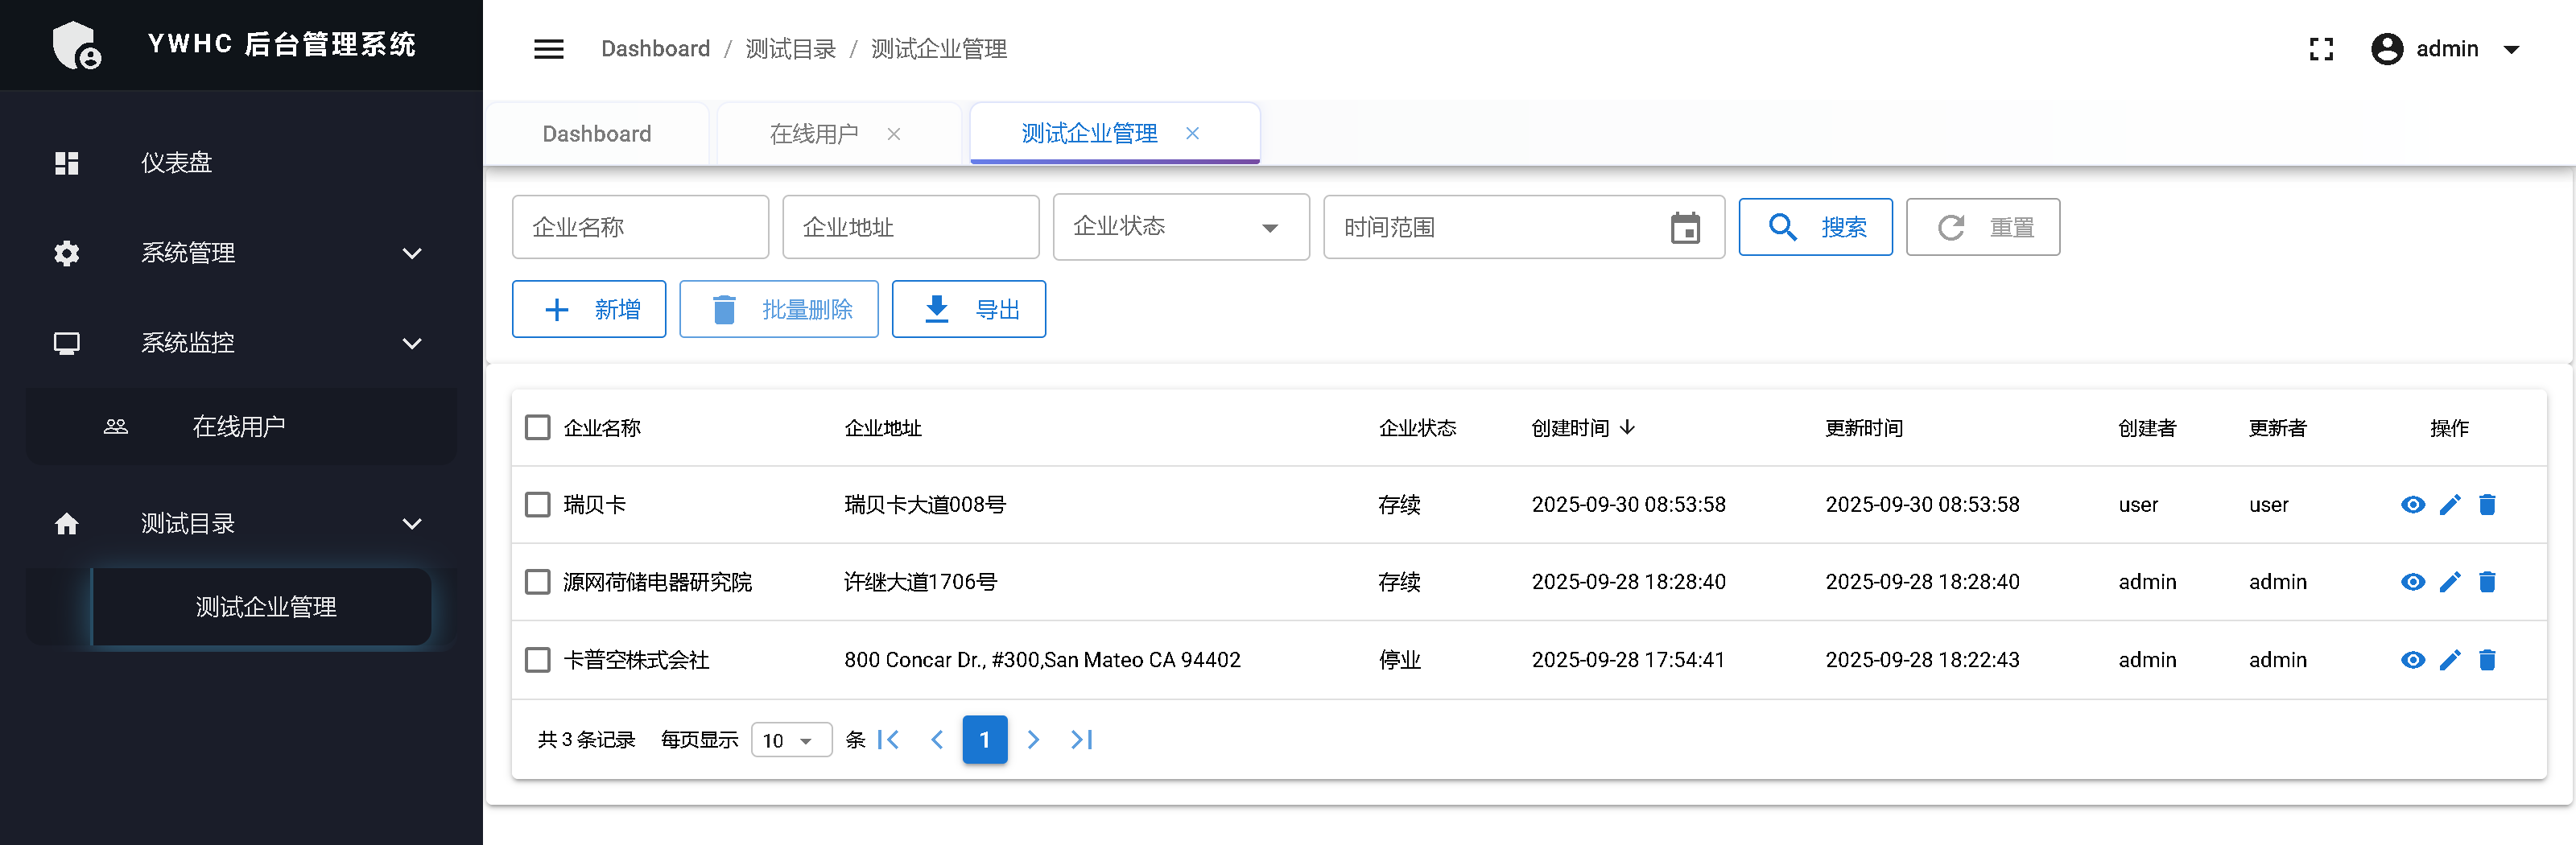 YWHC 后台管理系统
仪表盘
系统管理
系统监控
在线用户
测试目录
测试企业管理
Dashboard / 测试目录 / 测试企业管理
admin
Dashboard 在线用户 测试企业管理
企业名称 企业地址 企业状态 时间范围 搜索 重置
新增 批量删除 导出
企业名称 企业地址 企业状态 创建时间 更新时间 创建者 更新者 操作
瑞贝卡 瑞贝卡大道008号 存续 2025-09-30 08:53:58 2025-09-30 08:53:58 user user
源网荷储电器研究院 许继大道1706号 存续 2025-09-28 18:28:40 2025-09-28 18:28:40 admin admin
卡普空株式会社 800 Concar Dr., #300,San Mateo CA 94402 停业 2025-09-28 17:54:41 2025-09-28 18:22:43 admin admin
共 3 条记录 每页显示 10 条 1